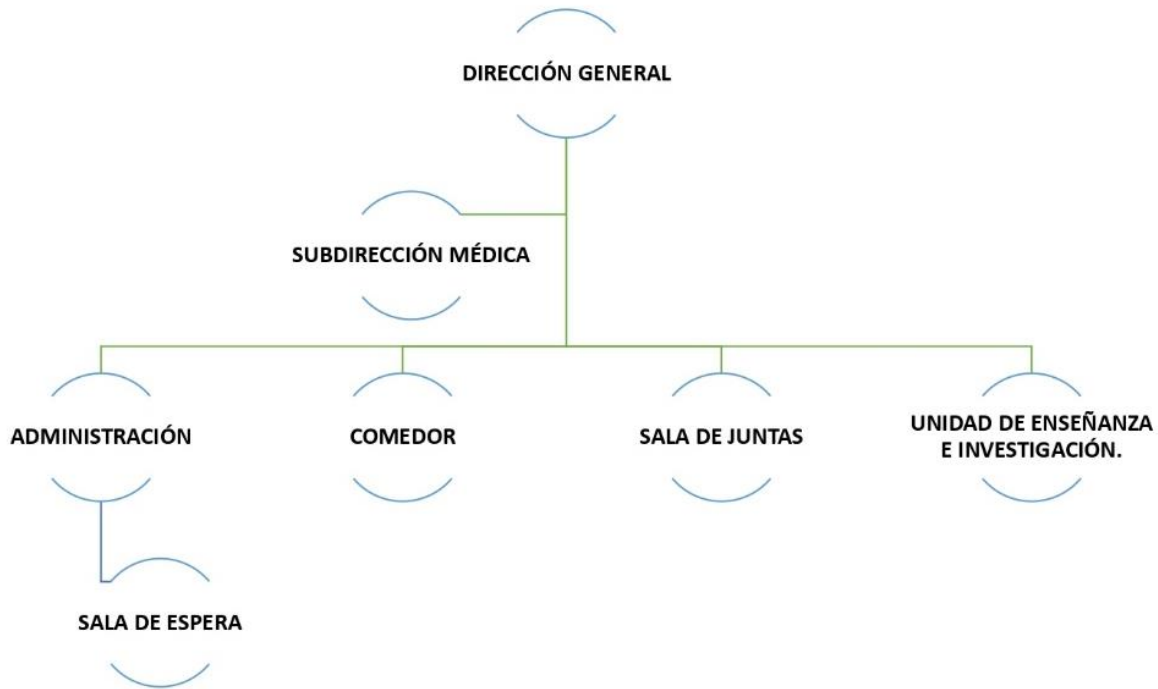 DIRECCIÓN GENERAL
SUBDIRECCIÓN MÉDICA
ADMINISTRACIÓN
COMEDOR
SALA DE JUNTAS
UNIDAD DE ENSEÑANZA
E INVESTIGACIÓN.
SALA DE ESPERA